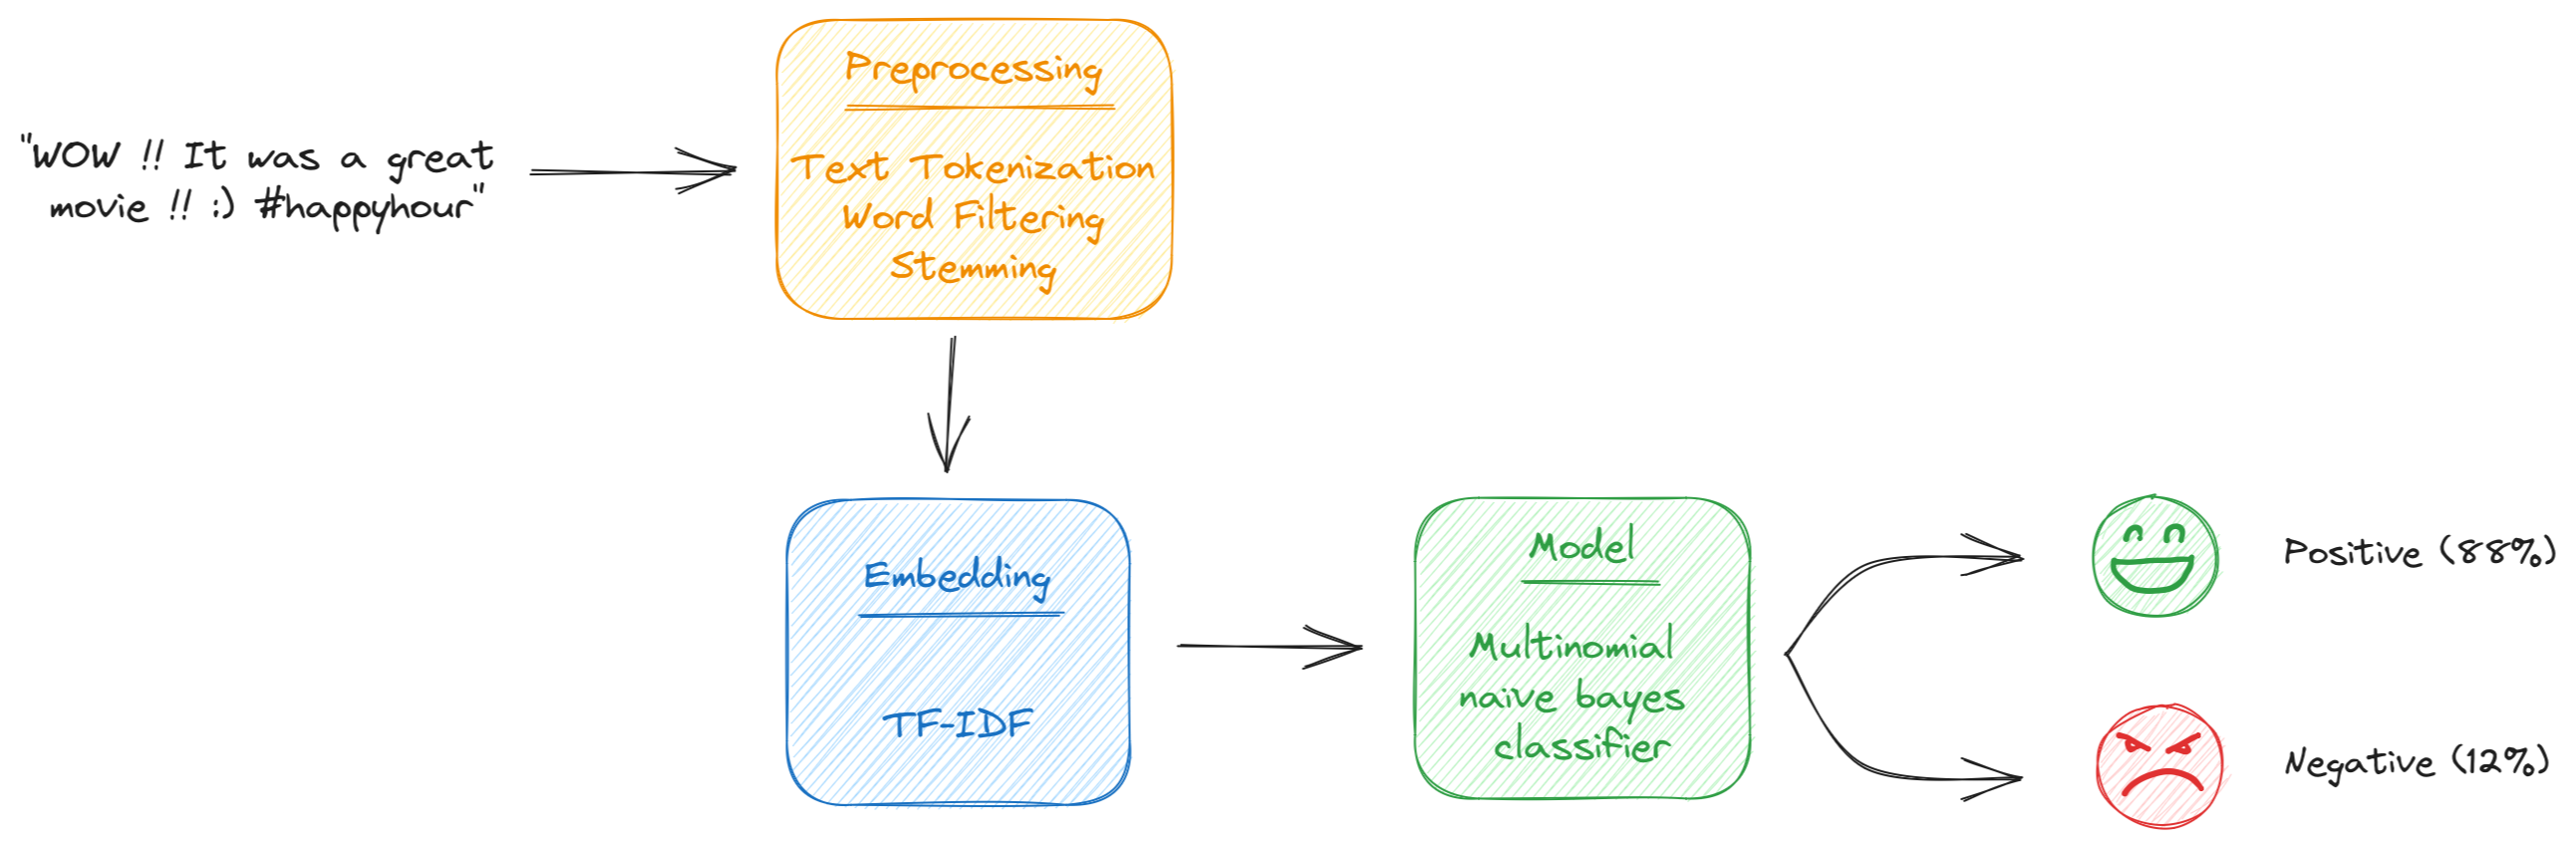 "WOW !! It was a great
movie !! :) #happyhour"
Preprocessing
Text Tokenization
Word Filtering
Stemming
Embedding
TF-IDF
Model
Multinomial
naive bayes
classifier
Positive (88%)
Negative (12%)